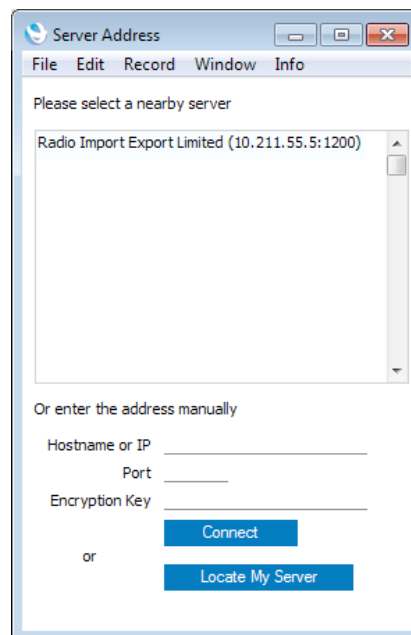 Server Address
File Edit Record Window Info
Please select a nearby server
Radio Import Export Limited (10.211.55.5:1200)
Or enter the address manually
Hostname or IP
Port
Encryption Key
Connect
or
Locate My Server